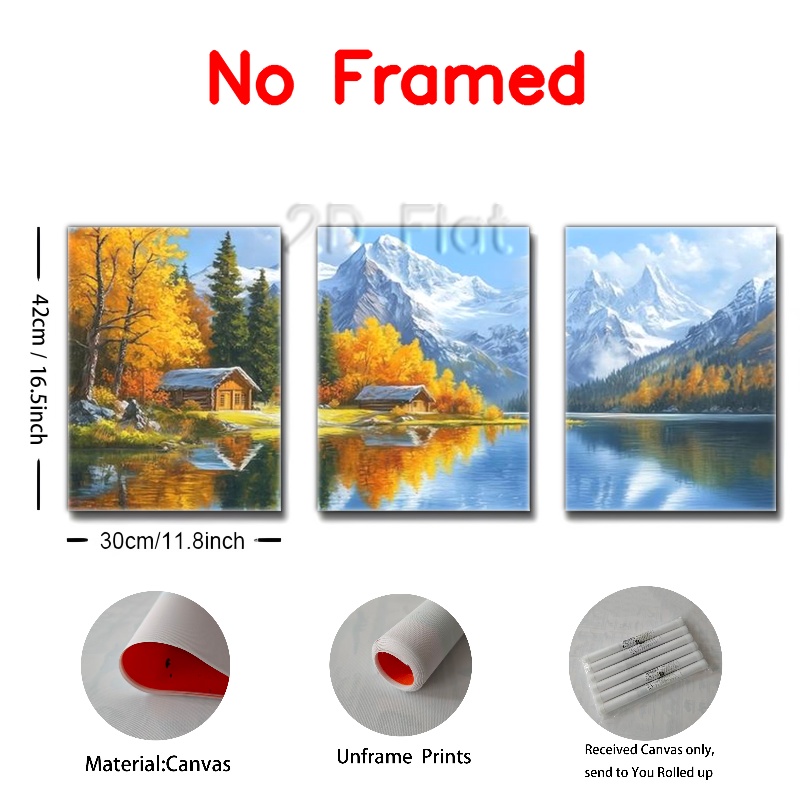 No Framed
2D Flat
42cm / 16.5inch
30cm/11.8inch
Material:Canvas
Unframe Prints
Received Canvas only,
send to You Rolled up